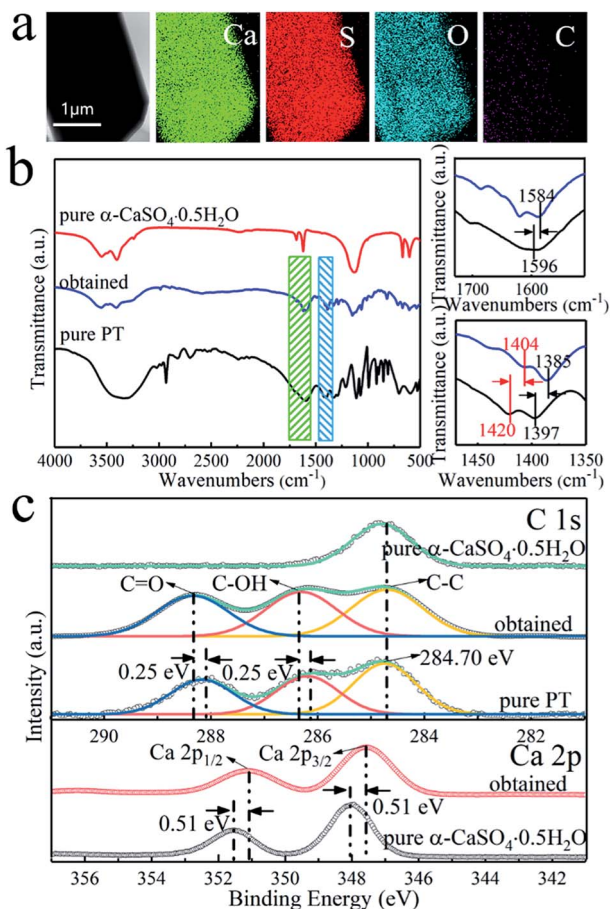 a
1μm
Ca
S
O
C
b
Transmittance (a.u.)
pure α-CaSO₄·0.5H₂O
obtained
pure PT
4000 3500 3000 2500 2000 1500 1000 500
Wavenumbers (cm⁻¹)
Transmittance (a.u.)
1584
1596
1700 1600
Wavenumbers (cm⁻¹)
Transmittance (a.u.)
1404
1385
1420
1397
1450 1400 1350
Wavenumbers (cm⁻¹)
c
Intensity (a.u.)
C 1s
pure α-CaSO₄·0.5H₂O
C=O
C-OH
C-C
obtained
0.25 eV
0.25 eV
284.70 eV
pure PT
290 288 286 284 282
Ca 2p
Ca 2p₁/₂
Ca 2p₃/₂
obtained
0.51 eV
0.51 eV
pure α-CaSO₄·0.5H₂O
356 354 352 350 348 346 344 342
Binding Energy (eV)